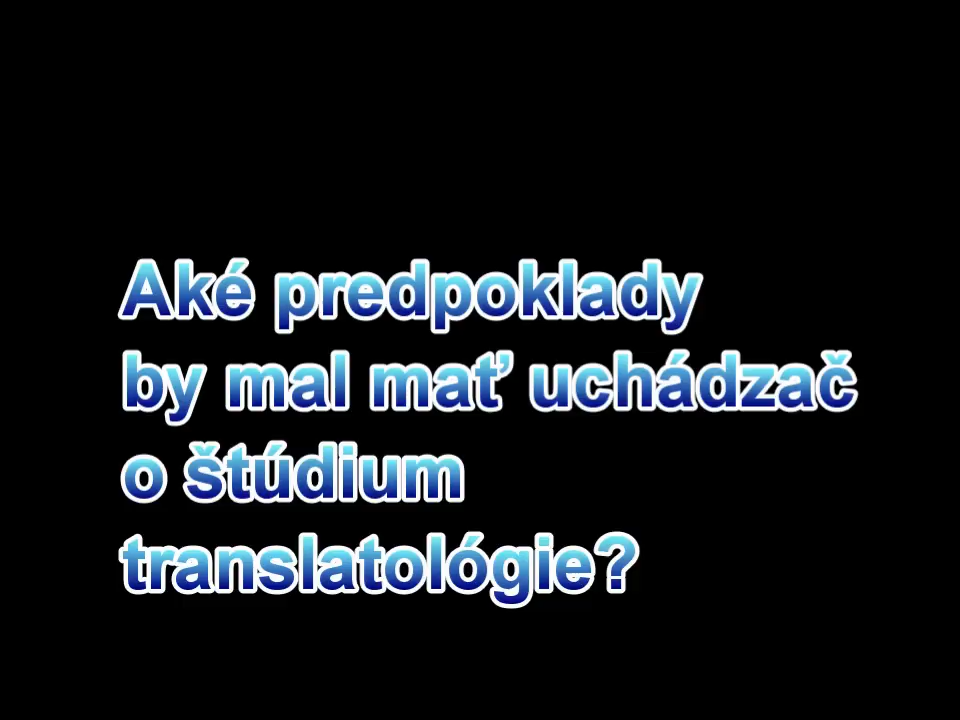 Aké predpoklady
by mal mať uchádzač
o štúdium
translatológie?